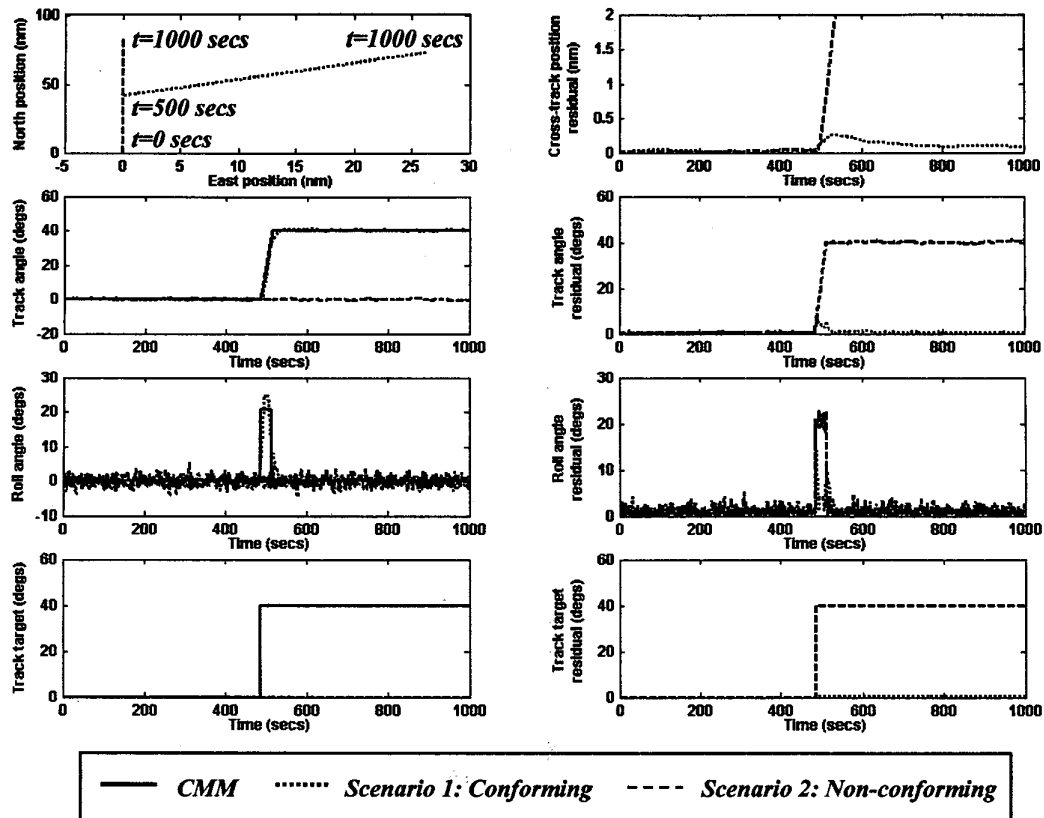 North position (nm)
100
50
0
t=1000 secs
t=1000 secs
t=500 secs
t=0 secs
-5 0 5 10 15 20 25 30
East position (nm)
Cross-track position
residual (nm)
2
1.5
1
0.5
0
0 200 400 600 800 1000
Time (secs)
Track angle (degs)
60
40
20
0
-20
0 200 400 600 800 1000
Time (secs)
Track angle
residual (degs)
60
40
20
0
0 200 400 600 800 1000
Time (secs)
Roll angle (degs)
30
20
10
0
-10
0 200 400 600 800 1000
Time (secs)
Roll angle
residual (degs)
30
20
10
0
0 200 400 600 800 1000
Time (secs)
Track target (degs)
60
40
20
0
0 200 400 600 800 1000
Time (secs)
Track target
residual (degs)
60
40
20
0
0 200 400 600 800 1000
Time (secs)
CMM Scenario 1: Conforming Scenario 2: Non-conforming